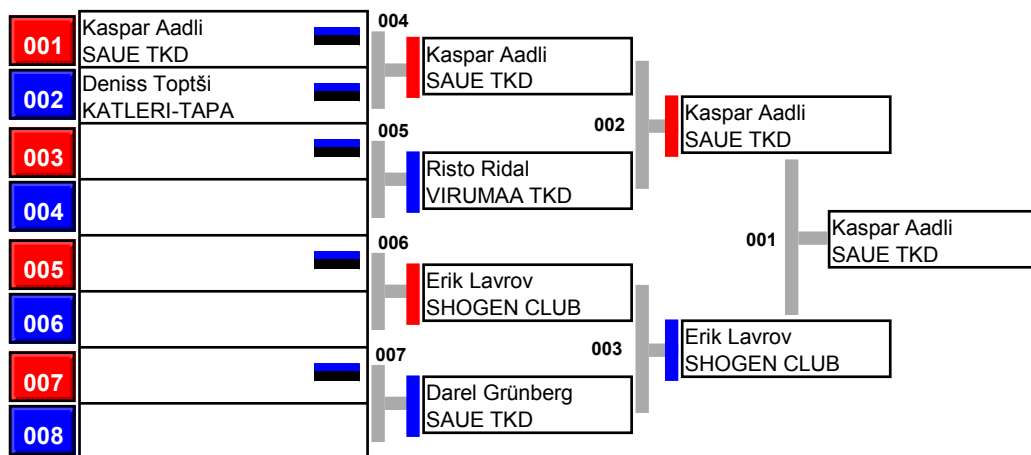 001
Kaspar Aadli
SAUE TKD
002
Deniss Toptši
KATLERI-TAPA
003
004
005
006
007
008
004
Kaspar Aadli
SAUE TKD
005
Risto Ridal
VIRUMAA TKD
006
Erik Lavrov
SHOGEN CLUB
007
Darel Grünberg
SAUE TKD
002
Kaspar Aadli
SAUE TKD
003
Erik Lavrov
SHOGEN CLUB
001
Kaspar Aadli
SAUE TKD